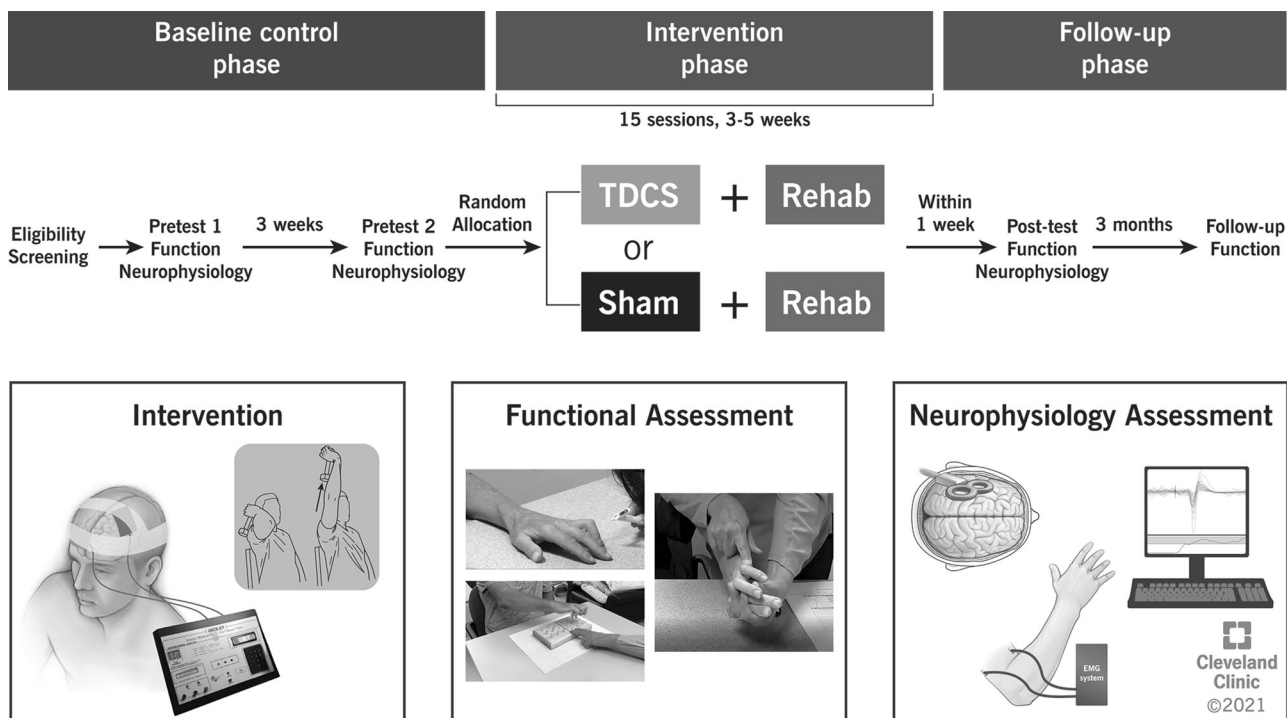 Baseline control
phase
Intervention
phase
Follow-up
phase
15 sessions, 3-5 weeks
Eligibility
Screening
Pretest 1
Function
Neurophysiology
3 weeks
Pretest 2
Function
Neurophysiology
Random
Allocation
TDCS + Rehab
or
Sham + Rehab
Within
1 week
Post-test
Function
Neurophysiology
3 months
Follow-up
Function
Intervention
Functional Assessment
Neurophysiology Assessment
EMG
system
Cleveland
Clinic
©2021